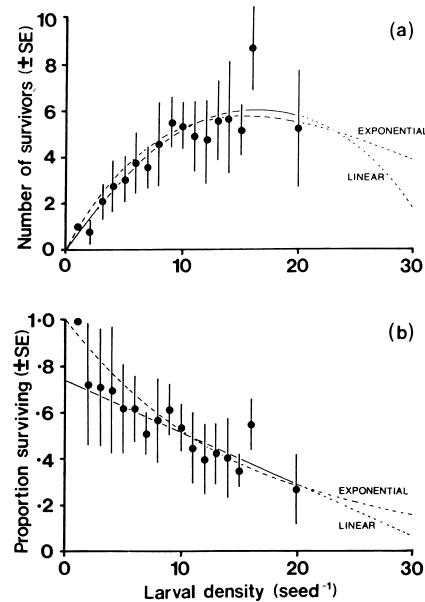 (a)
Number of survivors (±SE)
10
8
6
4
2
0
EXPONENTIAL
LINEAR
0 10 20 30
(b)
Proportion surviving (±SE)
1·0
·8
·6
·4
·2
0
EXPONENTIAL
LINEAR
0 10 20 30
Larval density (seed⁻¹)